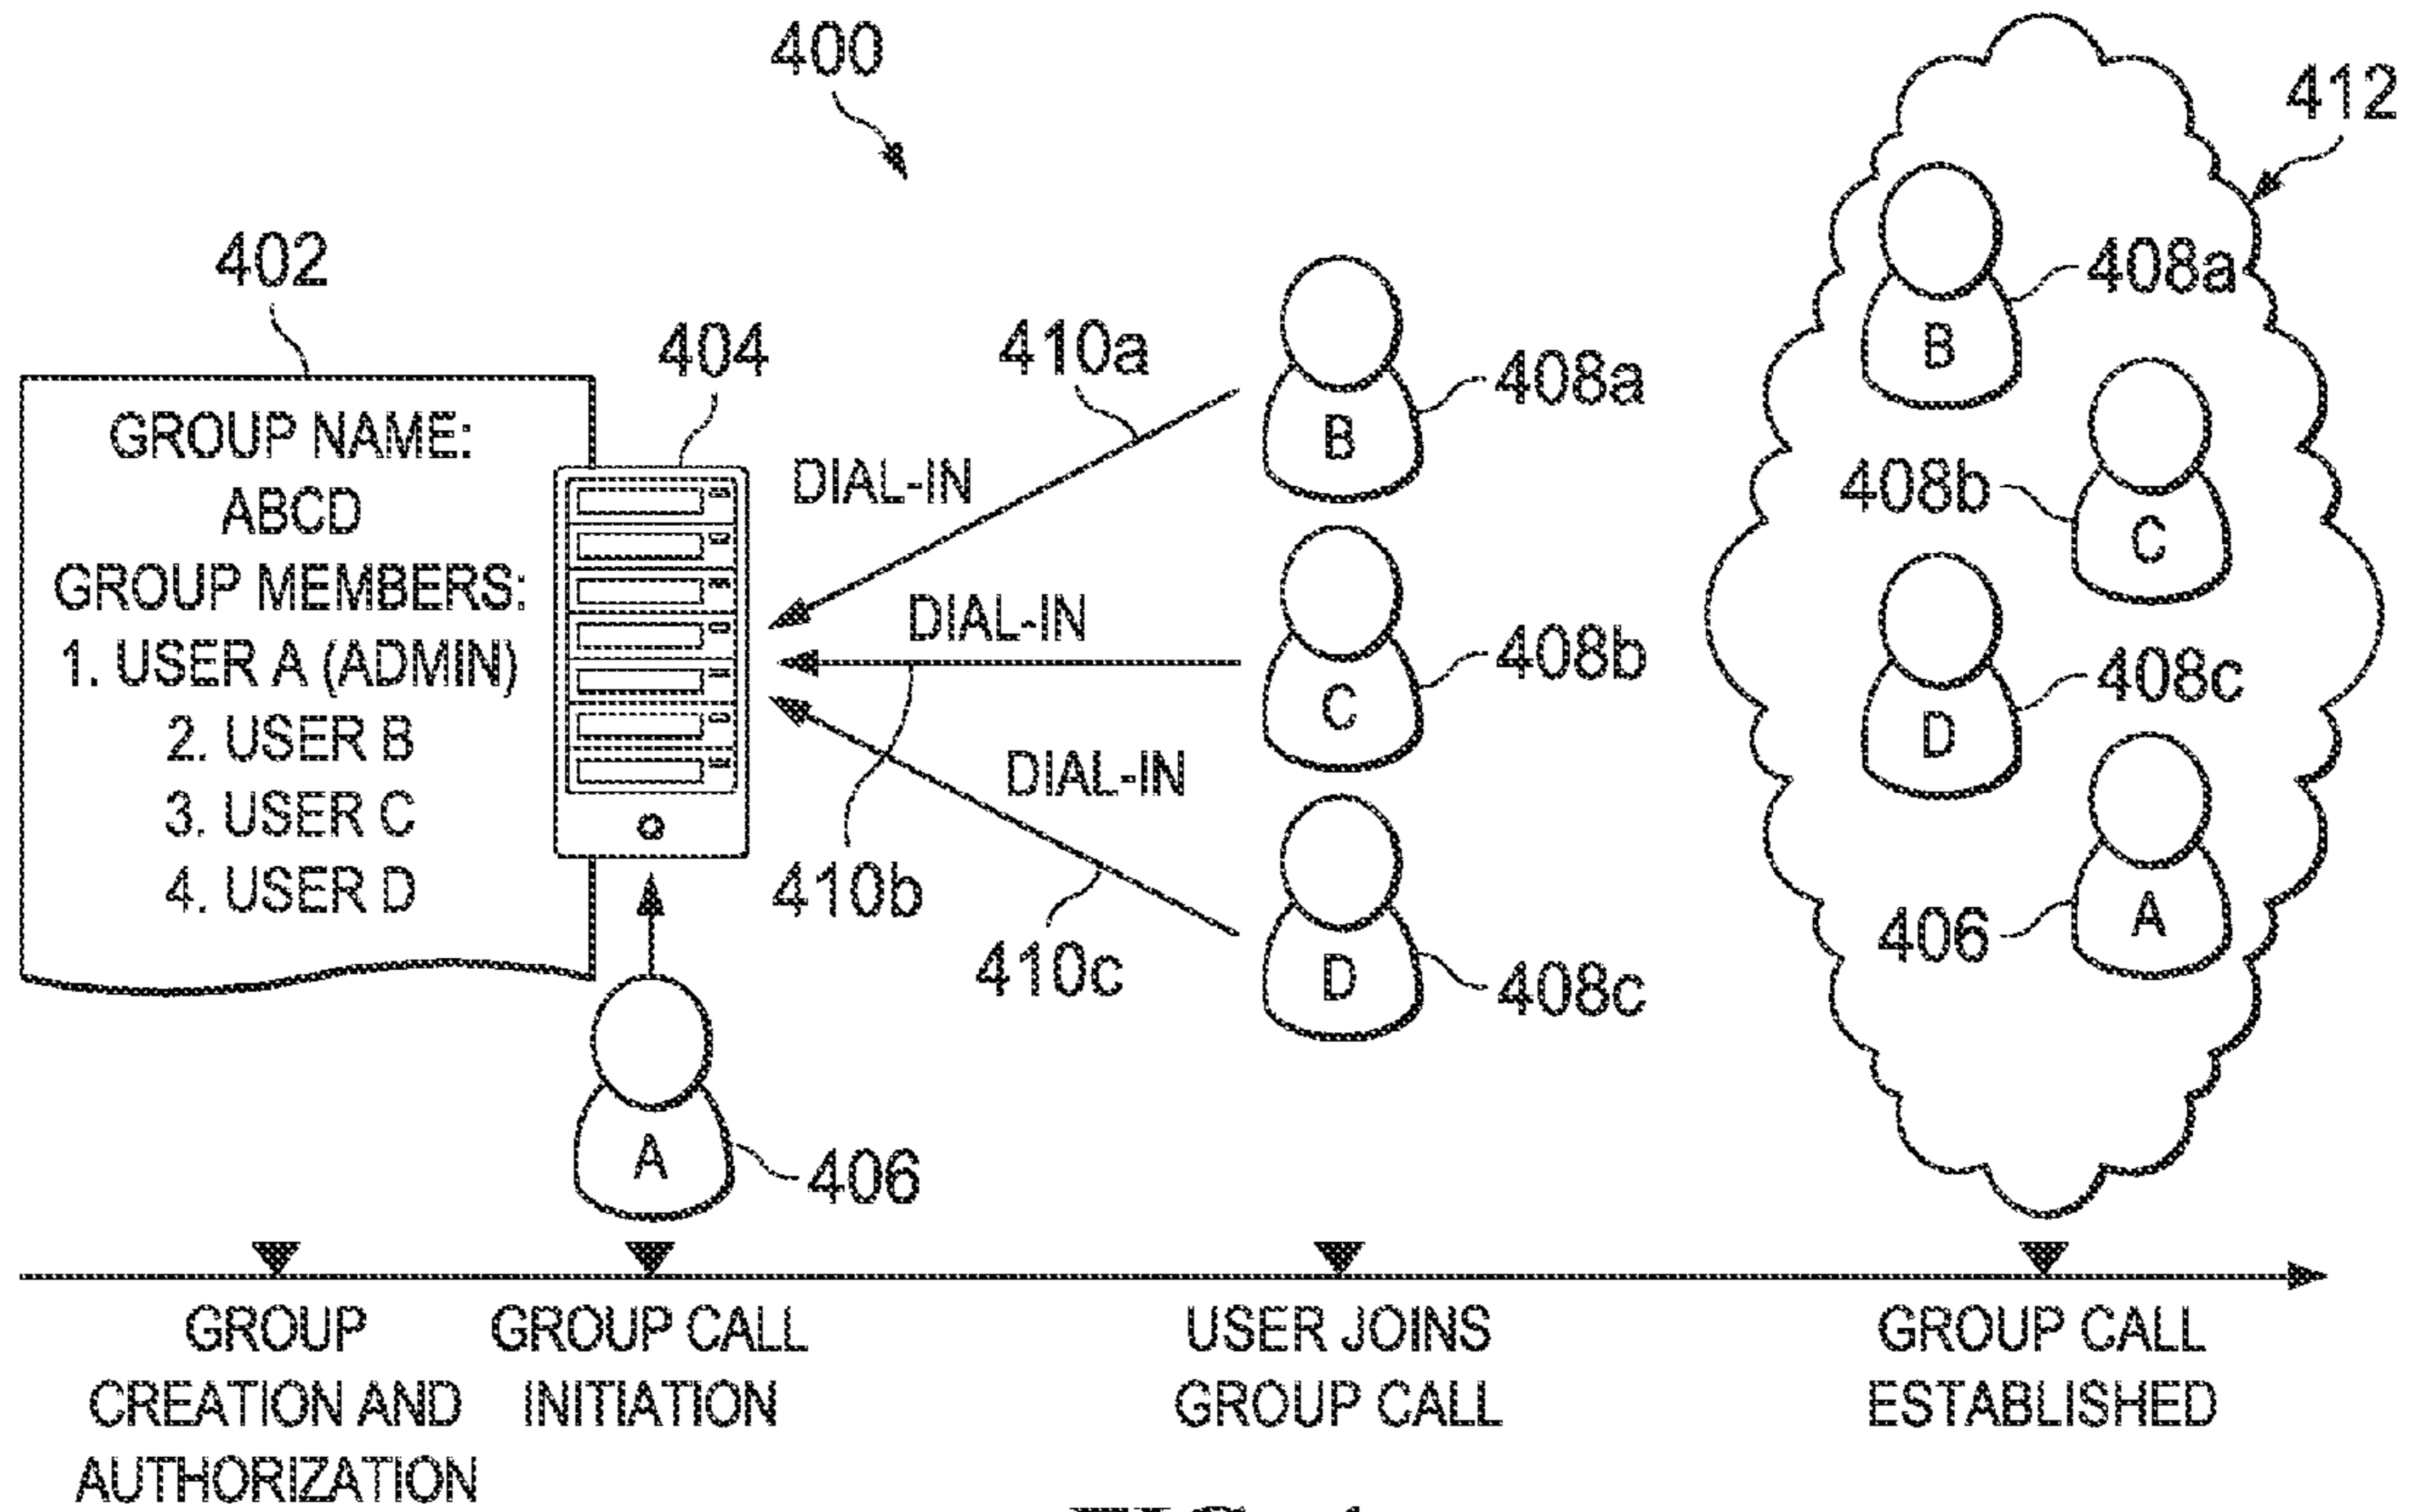 400
412
402
404
410a
408a
408a
GROUP NAME:
ABCD
GROUP MEMBERS:
1. USER A (ADMIN)
2. USER B
3. USER C
4. USER D
DIAL-IN
DIAL-IN
DIAL-IN
B
B
408b
C
408b
C
408c
D
410b
410c
D
408c
406
A
A
406
GROUP
CREATION AND
AUTHORIZATION
GROUP CALL
INITIATION
USER JOINS
GROUP CALL
GROUP CALL
ESTABLISHED